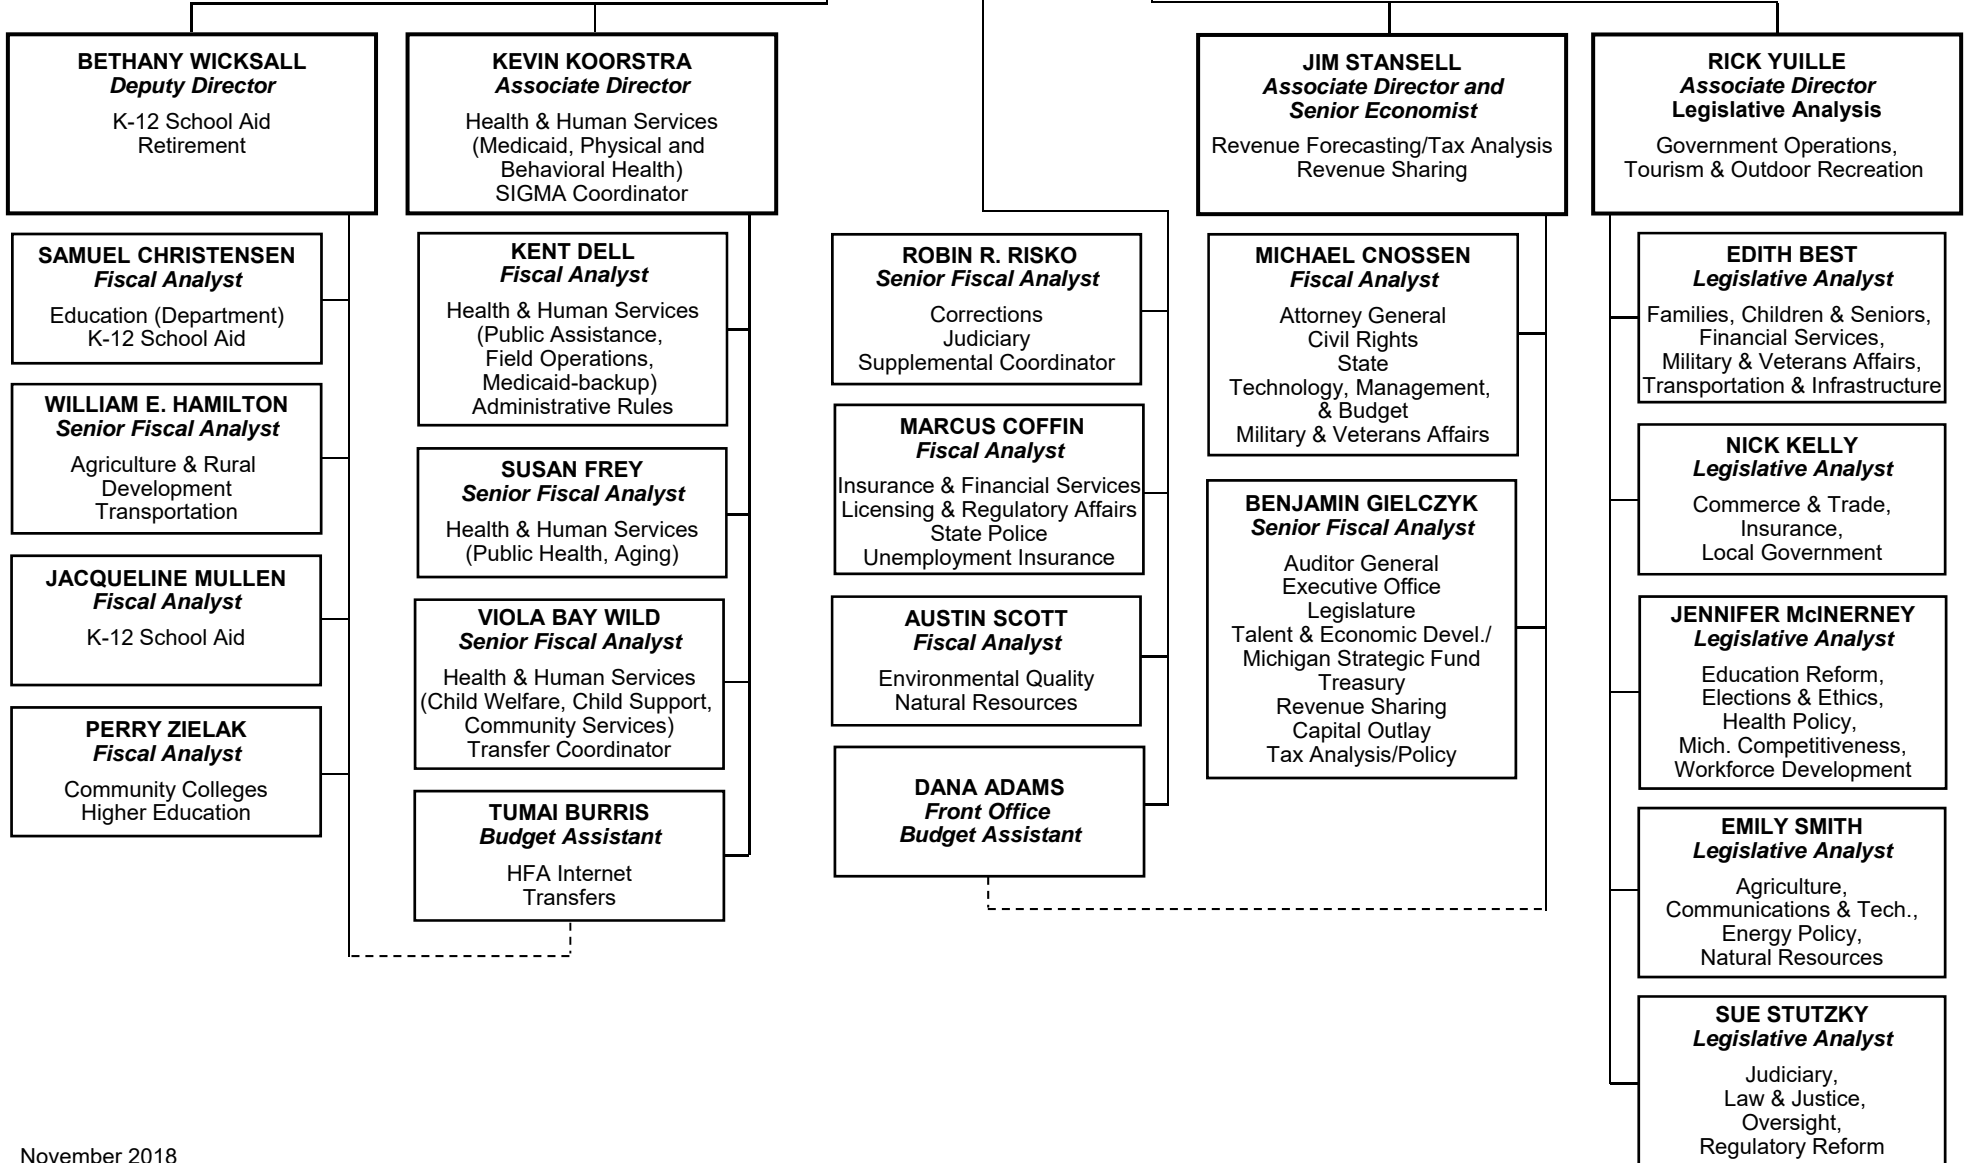 BETHANY WICKSALL
Deputy Director
K-12 School Aid
Retirement
KEVIN KOORSTRA
Associate Director
Health & Human Services
(Medicaid, Physical and
Behavioral Health)
SIGMA Coordinator
JIM STANSELL
Associate Director and
Senior Economist
Revenue Forecasting/Tax Analysis
Revenue Sharing
RICK YUILLE
Associate Director
Legislative Analysis
Government Operations,
Tourism & Outdoor Recreation
SAMUEL CHRISTENSEN
Fiscal Analyst
Education (Department)
K-12 School Aid
WILLIAM E. HAMILTON
Senior Fiscal Analyst
Agriculture & Rural
Development
Transportation
JACQUELINE MULLEN
Fiscal Analyst
K-12 School Aid
PERRY ZIELAK
Fiscal Analyst
Community Colleges
Higher Education
KENT DELL
Fiscal Analyst
Health & Human Services
(Public Assistance,
Field Operations,
Medicaid-backup)
Administrative Rules
SUSAN FREY
Senior Fiscal Analyst
Health & Human Services
(Public Health, Aging)
VIOLA BAY WILD
Senior Fiscal Analyst
Health & Human Services
(Child Welfare, Child Support,
Community Services)
Transfer Coordinator
TUMAI BURRIS
Budget Assistant
HFA Internet
Transfers
ROBIN R. RISKO
Senior Fiscal Analyst
Corrections
Judiciary
Supplemental Coordinator
MARCUS COFFIN
Fiscal Analyst
Insurance & Financial Services
Licensing & Regulatory Affairs
State Police
Unemployment Insurance
AUSTIN SCOTT
Fiscal Analyst
Environmental Quality
Natural Resources
DANA ADAMS
Front Office
Budget Assistant
MICHAEL CNOSSEN
Fiscal Analyst
Attorney General
Civil Rights
State
Technology, Management,
& Budget
Military & Veterans Affairs
BENJAMIN GIELCZYK
Senior Fiscal Analyst
Auditor General
Executive Office
Legislature
Talent & Economic Devel./
Michigan Strategic Fund
Treasury
Revenue Sharing
Capital Outlay
Tax Analysis/Policy
EDITH BEST
Legislative Analyst
Families, Children & Seniors,
Financial Services,
Military & Veterans Affairs,
Transportation & Infrastructure
NICK KELLY
Legislative Analyst
Commerce & Trade,
Insurance,
Local Government
JENNIFER McINERNEY
Legislative Analyst
Education Reform,
Elections & Ethics,
Health Policy,
Mich. Competitiveness,
Workforce Development
EMILY SMITH
Legislative Analyst
Agriculture,
Communications & Tech.,
Energy Policy,
Natural Resources
SUE STUTZKY
Legislative Analyst
Judiciary,
Law & Justice,
Oversight,
Regulatory Reform
November 2018